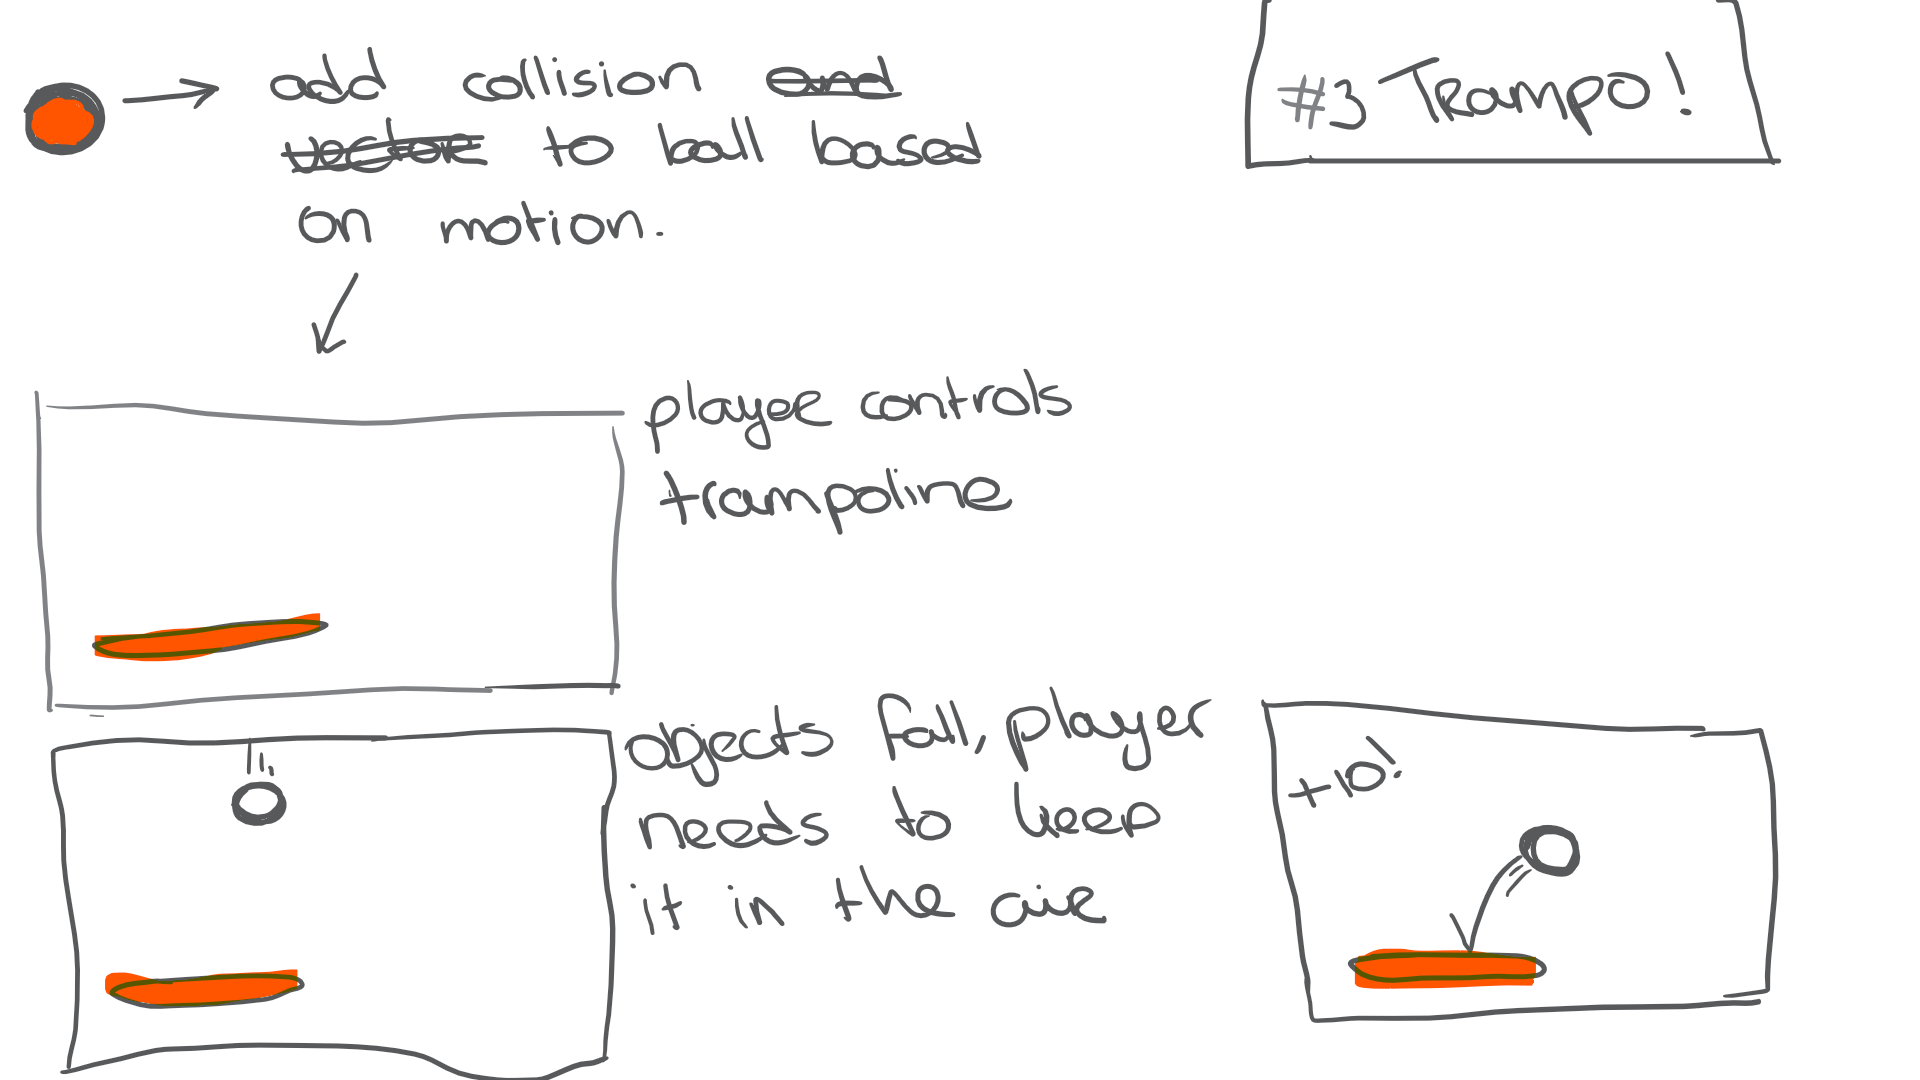 add collision and
vector to ball based
on motion.
#3 Trampo!
player controls
trampoline
objects fall, player
needs to keep
it in the air
+10!